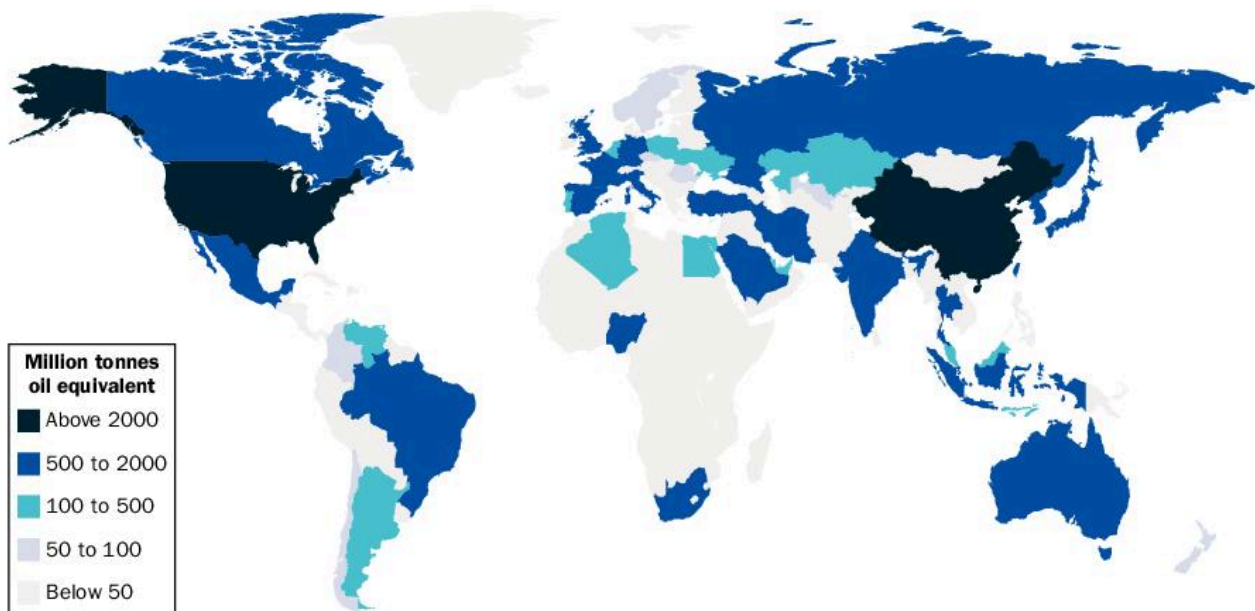 Million tonnes
oil equivalent
Above 2000
500 to 2000
100 to 500
50 to 100
Below 50